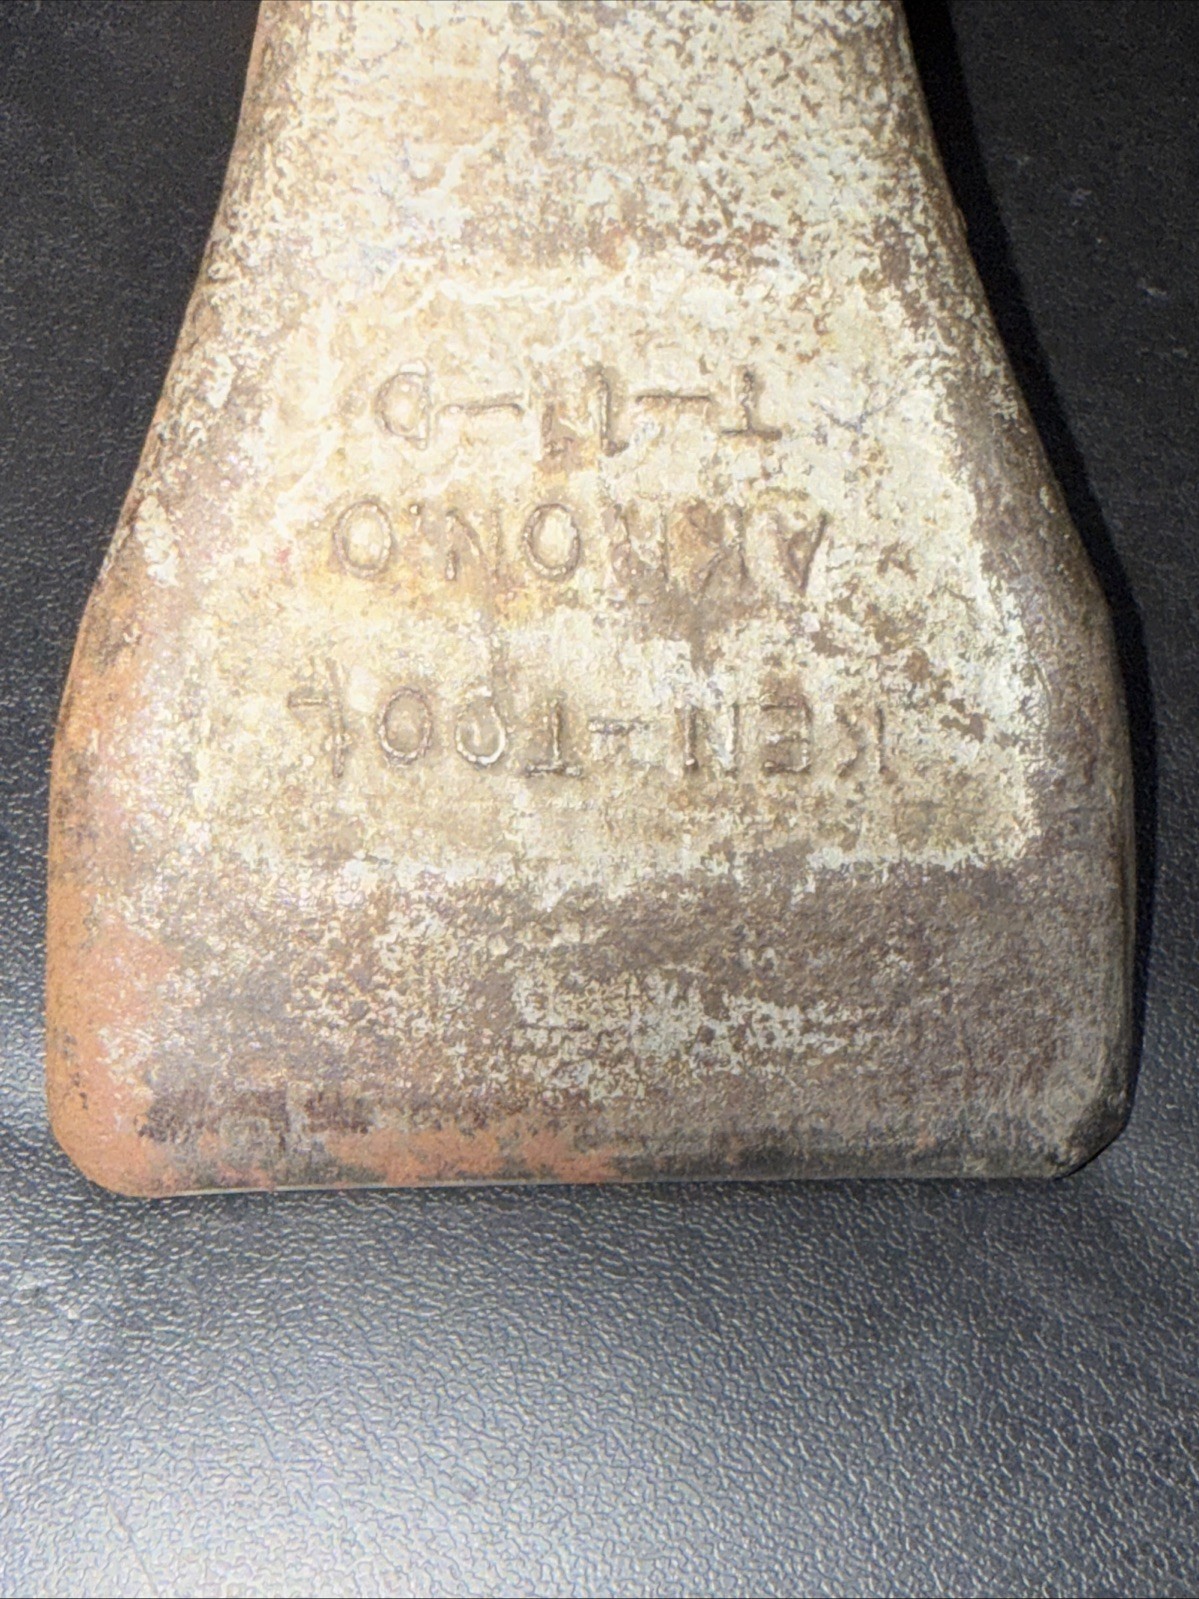 KEN-TOOL
AKRON O
T-11-D